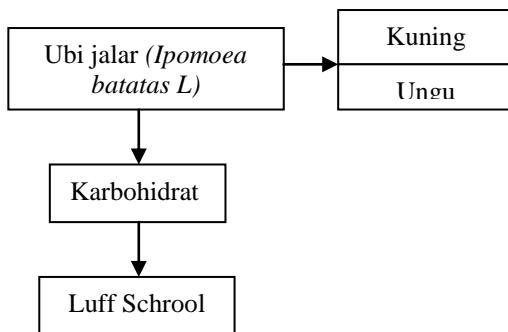 Ubi jalar (Ipomoea
batatas L)
Kuning
Ungu
Karbohidrat
Luff Schrool